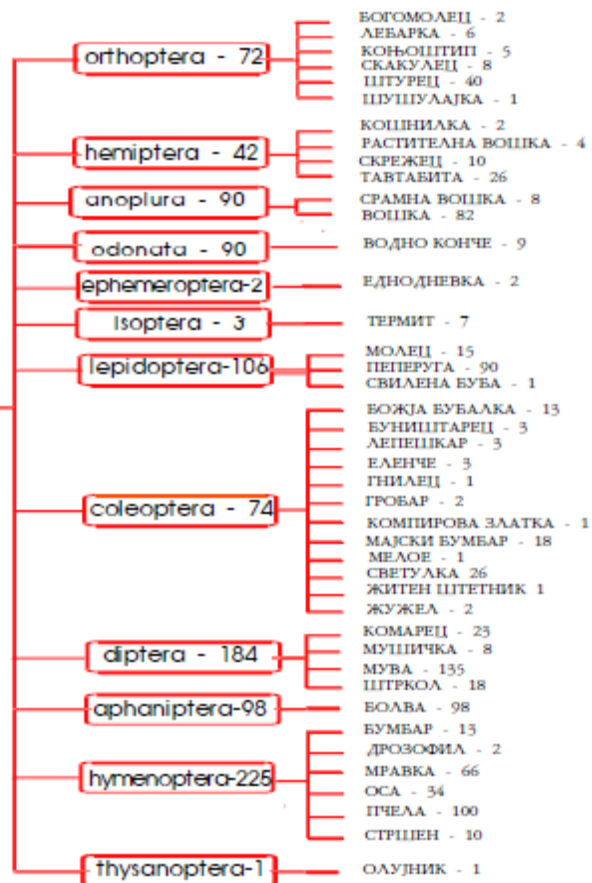 orthoptera - 72
БОГОМОЛЕЦ - 2
ЛЕБАРКА - 6
КОЊОШТИП - 5
СКАКУЛЕЦ - 8
ШТУРЕЦ - 40
ШУШУЛАЈКА - 1
hemiptera - 42
КОШНИЛКА - 2
РАСТИТЕЛНА ВОШКА - 4
СКРЕЖЕЦ - 10
ТАВТАБИТА - 26
anoplura - 90
СРАМНА ВОШКА - 8
ВОШКА - 82
odonata - 90
ВОДНО КОНЧЕ - 9
ephemeroptera-2
ЕДНОДНЕВКА - 2
Isoptera - 3
ТЕРМИТ - 7
lepidoptera-106
МОЛЕЦ - 15
ПЕПЕРУГА - 90
СВИЛЕНА БУБА - 1
coleoptera - 74
БОЖЈА БУБАЛКА - 13
БУНИШТАРЕЦ - 3
ЛЕПЕШКАР - 3
ЕЛЕНЧЕ - 3
ГНИЛЕЦ - 1
ГРОБАР - 2
КОМПИРОВА ЗЛАТКА - 1
МАЈСКИ БУМБАР - 18
МЕЛОЕ - 1
СВЕТУЛКА 26
ЖИТЕН ШТЕТНИК 1
ЖУЖЕЛ - 2
diptera - 184
КОМАРЕЦ - 23
МУШИЧКА - 8
МУВА - 135
ШТРКОЛ - 18
aphaniptera-98
БОЛВА - 98
hymenoptera-225
БУМБАР - 13
ДРОЗОФИЛ - 2
МРАВКА - 66
ОСА - 34
ПЧЕЛА - 100
СТРШЕН - 10
thysanoptera-1
ОЛУЈНИК - 1